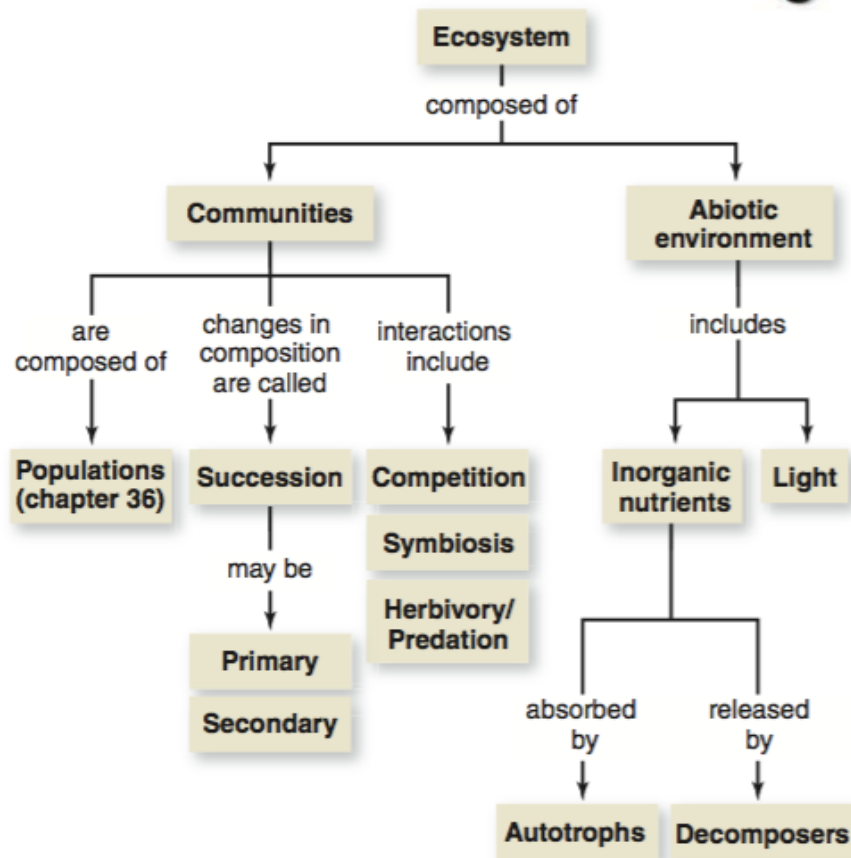 Ecosystem
composed of
Communities
Abiotic
environment
are
composed of
changes in
composition
are called
interactions
include
includes
Populations
(chapter 36)
Succession
Competition
Symbiosis
Herbivory/
Predation
may be
Primary
Secondary
Inorganic
nutrients
Light
absorbed
by
released
by
Autotrophs
Decomposers